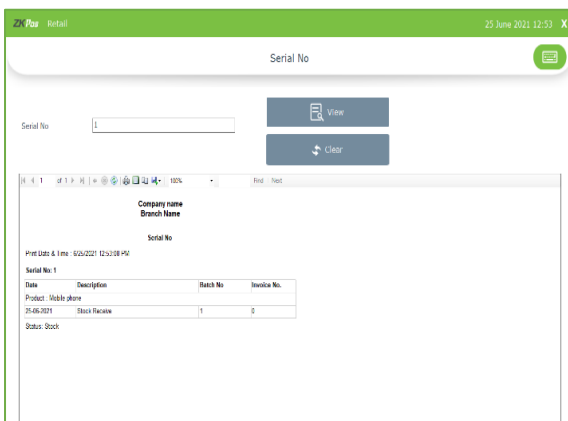 ZKPos Retail 25 June 2021 12:53 X
Serial No
Serial No 1 View
Clear
1 of 1 100% Find Next
Company name
Branch Name
Serial No
Print Date & Time : 6/25/2021 12:53:08 PM
Serial No: 1
Date Description Batch No Invoice No.
Product : Mobile phone
25-06-2021 Stock Receive 1 0
Status: Stock